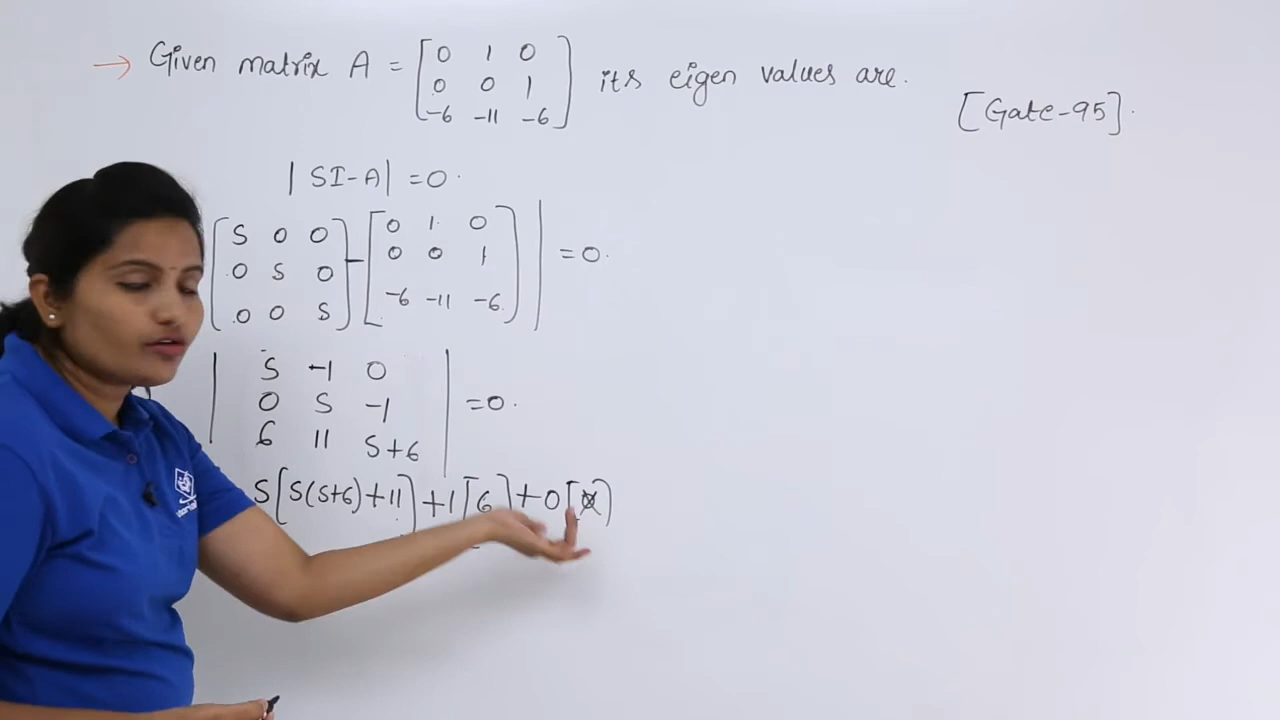 → Given matrix A = [0 1 0 its eigen values are.
0 0 1
-6 -11 -6]
[Gate-95].
| SI-A | =0.
[S 0 0 0 S 0 0 0 S] - [0 1 0 0 0 1 -6 -11 -6] | =0.
| S -1 0
0 S -1 | =0.
6 11 S+6
S[S(S+6)+11]+1[6]+0[x]